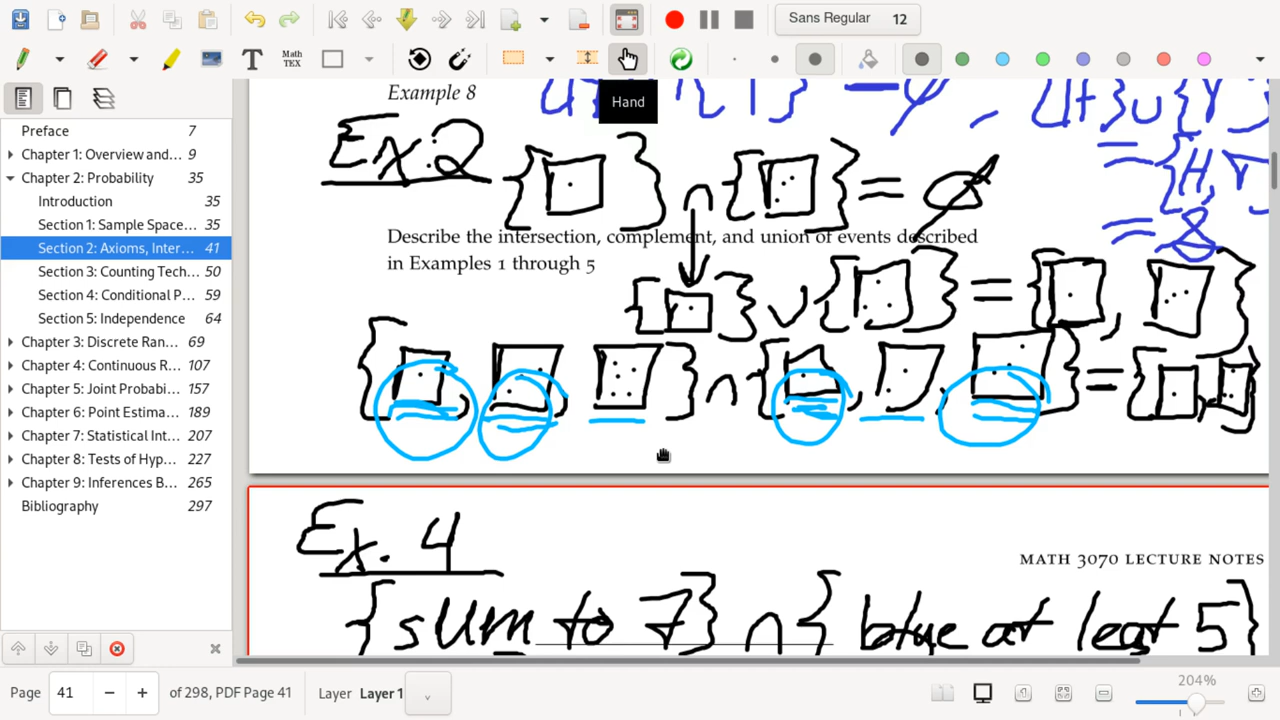 Sans Regular 12
T Math TEX
Hand
Preface 7
Chapter 1: Overview and... 9
Chapter 2: Probability 35
Introduction 35
Section 1: Sample Space... 35
Section 2: Axioms, Inter... 41
Section 3: Counting Tech... 50
Section 4: Conditional P... 59
Section 5: Independence 64
Chapter 3: Discrete Ran... 69
Chapter 4: Continuous R... 107
Chapter 5: Joint Probabi... 157
Chapter 6: Point Estima... 189
Chapter 7: Statistical Int... 207
Chapter 8: Tests of Hyp... 227
Chapter 9: Inferences B... 265
Bibliography 297
Example 8
Ex:2
{ } ∩ { } = ∅
= {H, T
Describe the intersection, complement, and union of events described
in Examples 1 through 5
{ } ∪ { } = { , }
{ , , } ∩ { , , } = { , }
Ex. 4
MATH 3070 LECTURE NOTES
{sum to 7} ∩ { blue at least 5}
Page 41 of 298, PDF Page 41 Layer Layer 1 204%